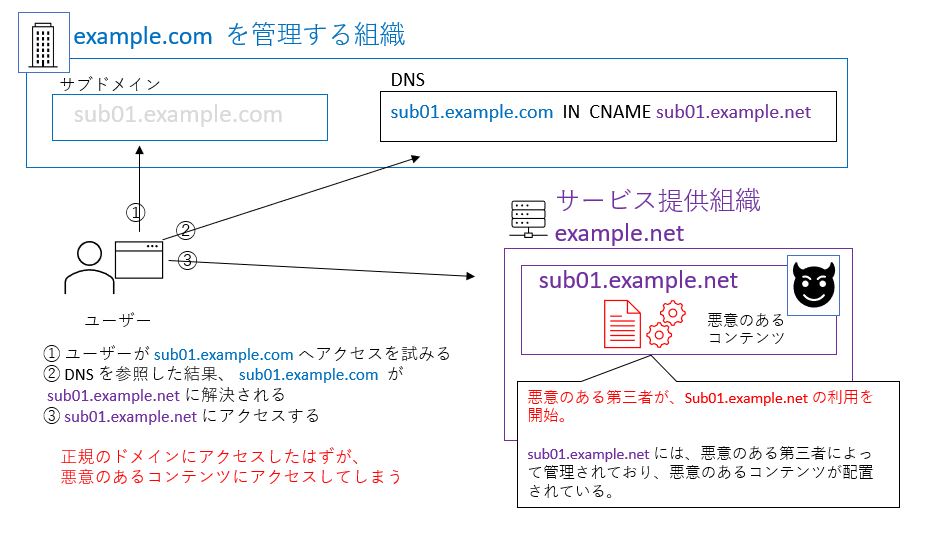 example.com を管理する組織
サブドメイン
sub01.example.com
DNS
sub01.example.com IN CNAME sub01.example.net
①
②
③
ユーザー
サービス提供組織
example.net
sub01.example.net
悪意のある
コンテンツ
① ユーザーが sub01.example.com へアクセスを試みる
② DNS を参照した結果、 sub01.example.com が
sub01.example.net に解決される
③ sub01.example.net にアクセスする
正規のドメインにアクセスしたはずが、
悪意のあるコンテンツにアクセスしてしまう
悪意のある第三者が、Sub01.example.net の利用を
開始。
sub01.example.net には、悪意のある第三者によっ
て管理されており、悪意のあるコンテンツが配置
されている。